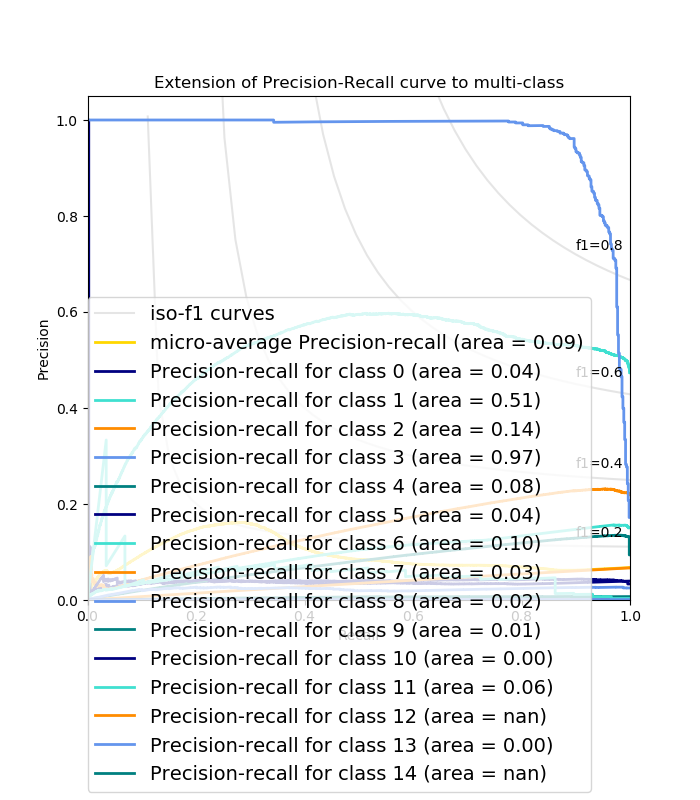 Extension of Precision-Recall curve to multi-class
1.0
0.8
0.6
0.4
0.2
0.0
Precision
f1=0.8
f1=0.6
f1=0.4
f1=0.2
iso-f1 curves
micro-average Precision-recall (area = 0.09)
Precision-recall for class 0 (area = 0.04)
Precision-recall for class 1 (area = 0.51)
Precision-recall for class 2 (area = 0.14)
Precision-recall for class 3 (area = 0.97)
Precision-recall for class 4 (area = 0.08)
Precision-recall for class 5 (area = 0.04)
Precision-recall for class 6 (area = 0.10)
Precision-recall for class 7 (area = 0.03)
Precision-recall for class 8 (area = 0.02)
Precision-recall for class 9 (area = 0.01)
Precision-recall for class 10 (area = 0.00)
Precision-recall for class 11 (area = 0.06)
Precision-recall for class 12 (area = nan)
Precision-recall for class 13 (area = 0.00)
Precision-recall for class 14 (area = nan)
0.0 0.2 0.4 0.6 0.8 1.0
Recall